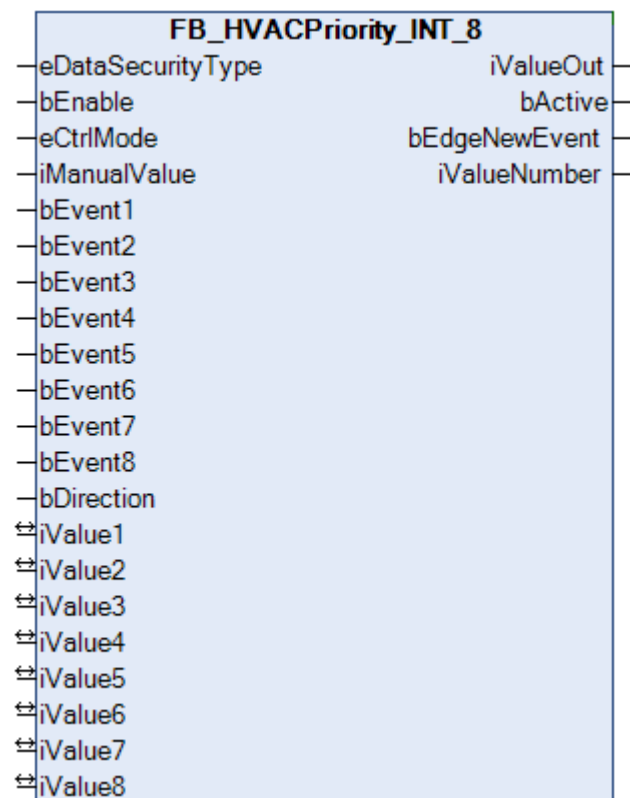 FB_HVACPriority_INT_8
eDataSecurityType iValueOut
bEnable bActive
eCtrlMode bEdgeNewEvent
iManualValue iValueNumber
bEvent1
bEvent2
bEvent3
bEvent4
bEvent5
bEvent6
bEvent7
bEvent8
bDirection
iValue1
iValue2
iValue3
iValue4
iValue5
iValue6
iValue7
iValue8